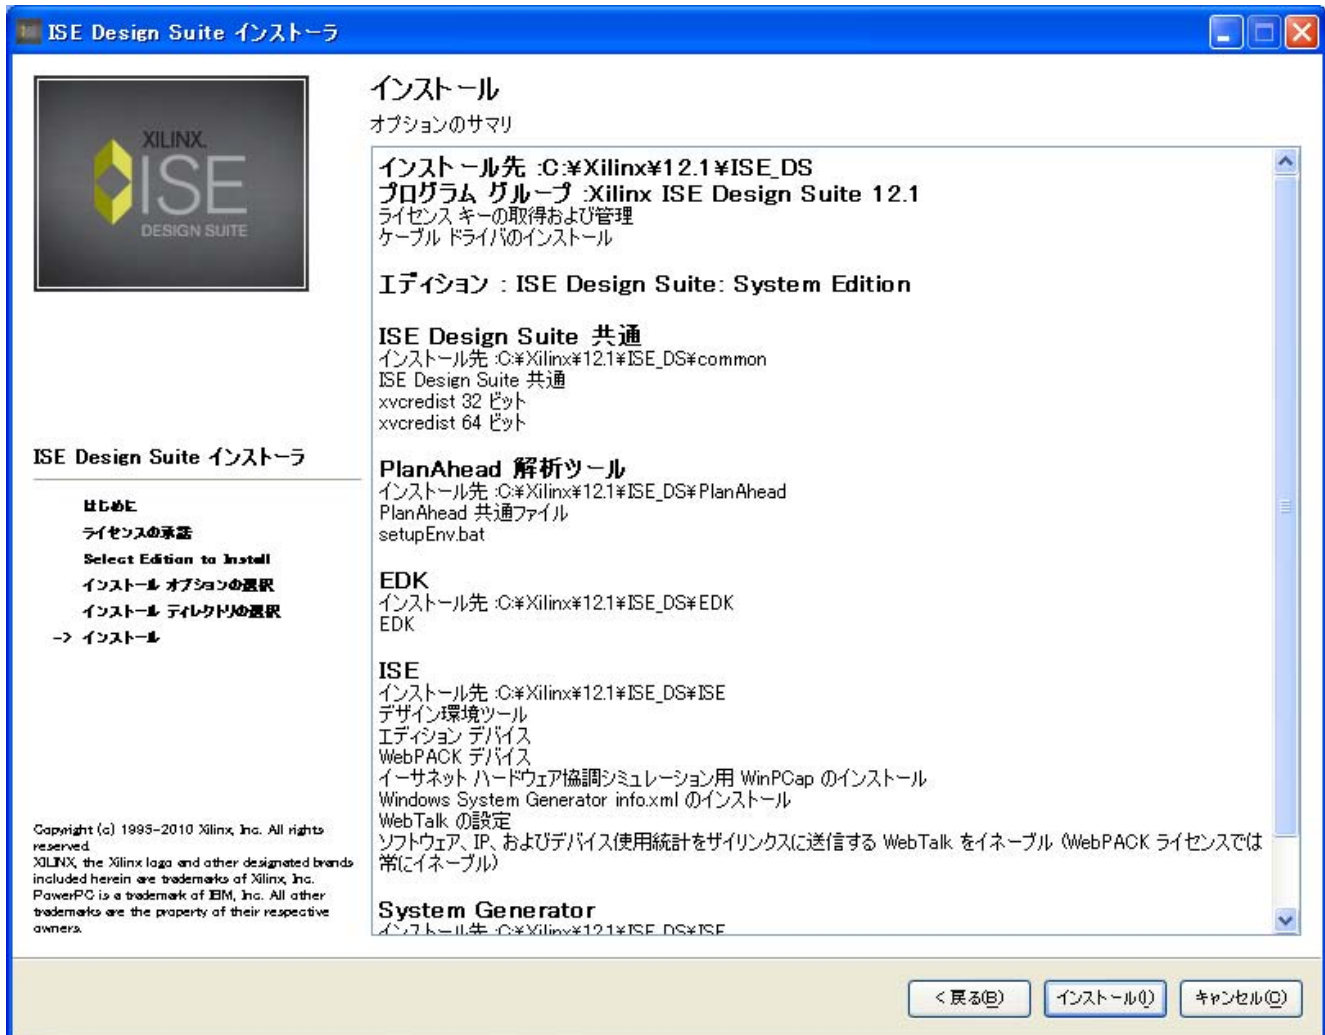 ISE Design Suite インストーラ
XILINX.
ISE
DESIGN SUITE
ISE Design Suite インストーラ
はじめに
ライセンスの承諾
Select Edition to Install
インストール オプションの選択
インストール ディレクトリの選択
-> インストール
Copyright (c) 1995-2010 Xilinx, Inc. All rights
reserved.
XILINX, the Xilinx logo and other designated brands
included herein are trademarks of Xilinx, Inc.
PowerPC is a trademark of IBM, Inc. All other
trademarks are the property of their respective
owners.
インストール
オプションのサマリ
インストール先 :C:¥Xilinx¥12.1¥ISE_DS
プログラム グループ :Xilinx ISE Design Suite 12.1
ライセンス キーの取得および管理
ケーブル ドライバのインストール
エディション : ISE Design Suite: System Edition
ISE Design Suite 共通
インストール先 :C:¥Xilinx¥12.1¥ISE_DS¥common
ISE Design Suite 共通
xvcredist 32 ビット
xvcredist 64 ビット
PlanAhead 解析ツール
インストール先 :C:¥Xilinx¥12.1¥ISE_DS¥PlanAhead
PlanAhead 共通ファイル
setupEnv.bat
EDK
インストール先 :C:¥Xilinx¥12.1¥ISE_DS¥EDK
EDK
ISE
インストール先 :C:¥Xilinx¥12.1¥ISE_DS¥ISE
デザイン環境ツール
エディション デバイス
WebPACK デバイス
イーサネット ハードウェア協調シミュレーション用 WinPCap のインストール
Windows System Generator info.xml のインストール
WebTalk の設定
ソフトウェア、IP、およびデバイス使用統計をザイリンクスに送信する WebTalk をイネーブル (WebPACK ライセンスでは
常にイネーブル)
System Generator
インストール先 :C:¥Xilinx¥12.1¥ISE_DS¥ISE
< 戻る(B)
インストール(I)
キャンセル(C)